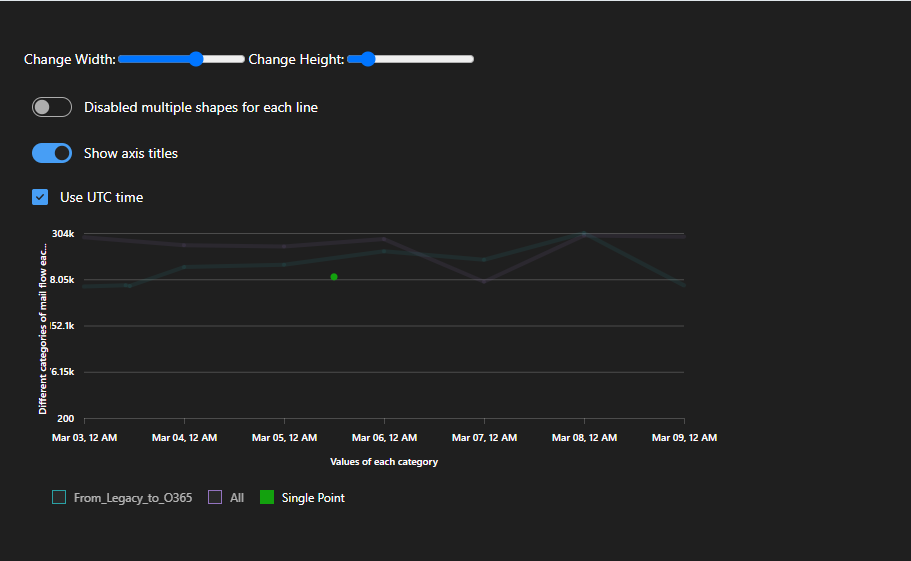 Change Width: Change Height:
Disabled multiple shapes for each line
Show axis titles
Use UTC time
Different categories of mail flow eac...
304k
8.05k
52.1k
6.15k
200
Mar 03, 12 AM Mar 04, 12 AM Mar 05, 12 AM Mar 06, 12 AM Mar 07, 12 AM Mar 08, 12 AM Mar 09, 12 AM
Values of each category
From_Legacy_to_O365 All Single Point